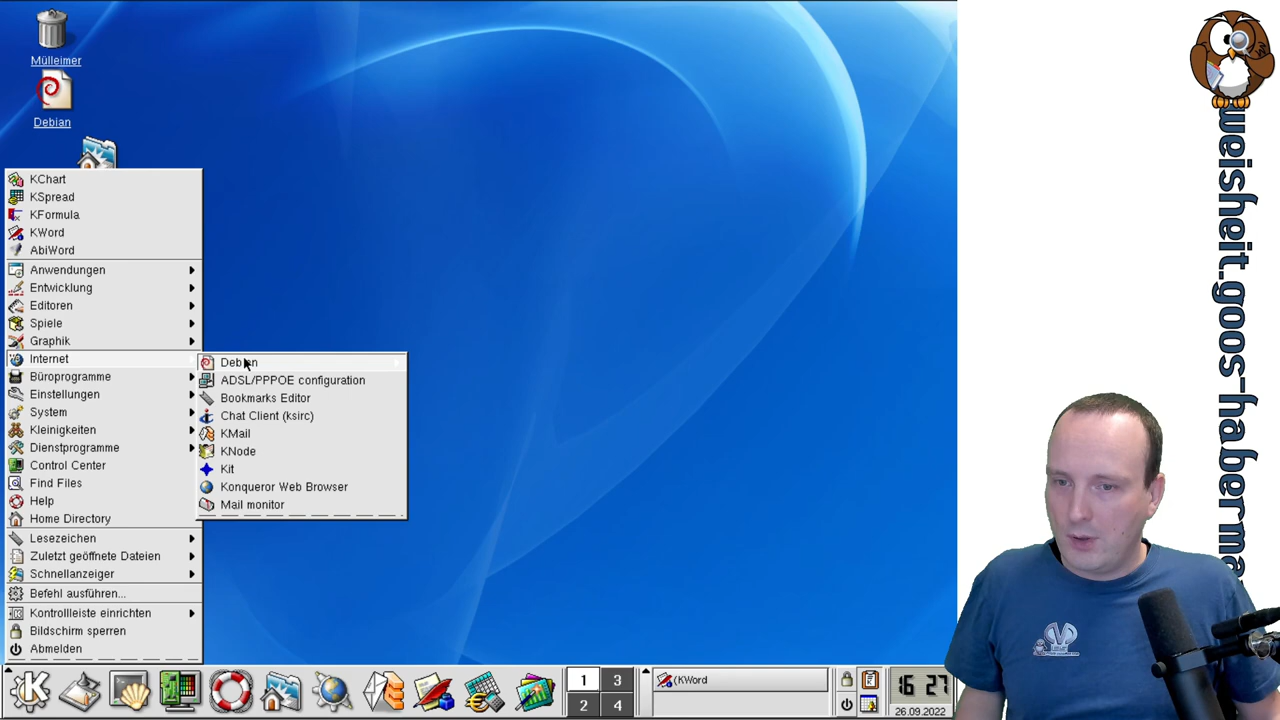 Mülleimer
Debian
KChart
KSpread
KFormula
KWord
AbiWord
Anwendungen
Entwicklung
Editoren
Spiele
Graphik
Internet
Büroprogramme
Einstellungen
System
Kleinigkeiten
Dienstprogramme
Control Center
Find Files
Help
Home Directory
Lesezeichen
Zuletzt geöffnete Dateien
Schnellanzeiger
Befehl ausführen...
Kontrolleiste einrichten
Bildschirm sperren
Abmelden
Debian
ADSL/PPPOE configuration
Bookmarks Editor
Chat Client (ksirc)
KMail
KNode
Kit
Konqueror Web Browser
Mail monitor
1 3
2 4
(KWord
16 27
26.09.2022
weisheit.goos-haberma